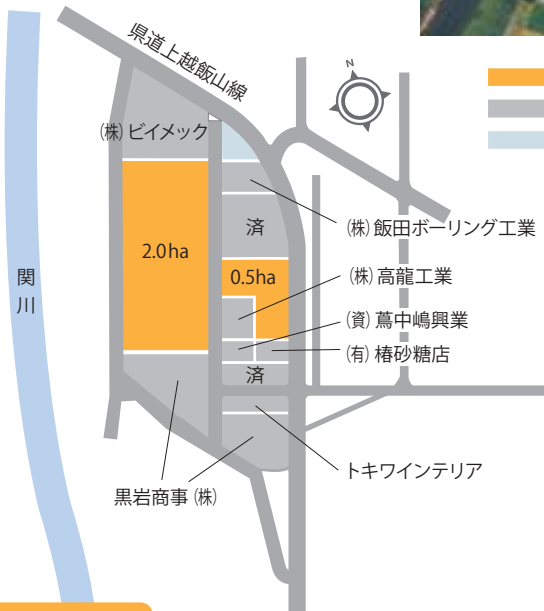 県道上越飯山線
N
(株) ビイメック
(株) 飯田ボーリング工業
済
2.0ha
0.5ha
(株) 高龍工業
関川
(資) 蔦中嶋興業
(有) 椿砂糖店
済
トキワインテリア
黒岩商事 (株)